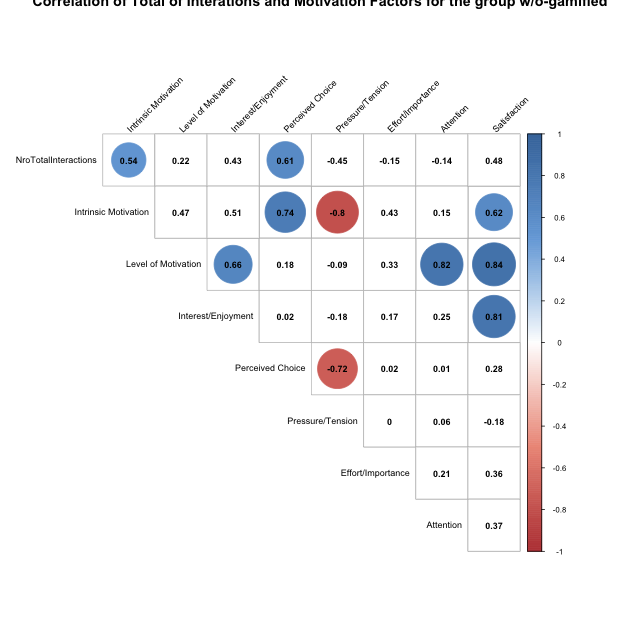 Correlation of Total of Interations and Motivation Factors for the group w/o-gamified
Intrinsic Motivation
Level of Motivation
Interest/Enjoyment
Perceived Choice
Pressure/Tension
Effort/Importance
Attention
Satisfaction
NroTotalInteractions 0.54 0.22 0.43 0.61 -0.45 -0.15 -0.14 0.48
Intrinsic Motivation 0.47 0.51 0.74 -0.8 0.43 0.15 0.62
Level of Motivation 0.66 0.18 -0.09 0.33 0.82 0.84
Interest/Enjoyment 0.02 -0.18 0.17 0.25 0.81
Perceived Choice -0.72 0.02 0.01 0.28
Pressure/Tension 0 0.06 -0.18
Effort/Importance 0.21 0.36
Attention 0.37
1
0.8
0.6
0.4
0.2
0
-0.2
-0.4
-0.6
-0.8
-1